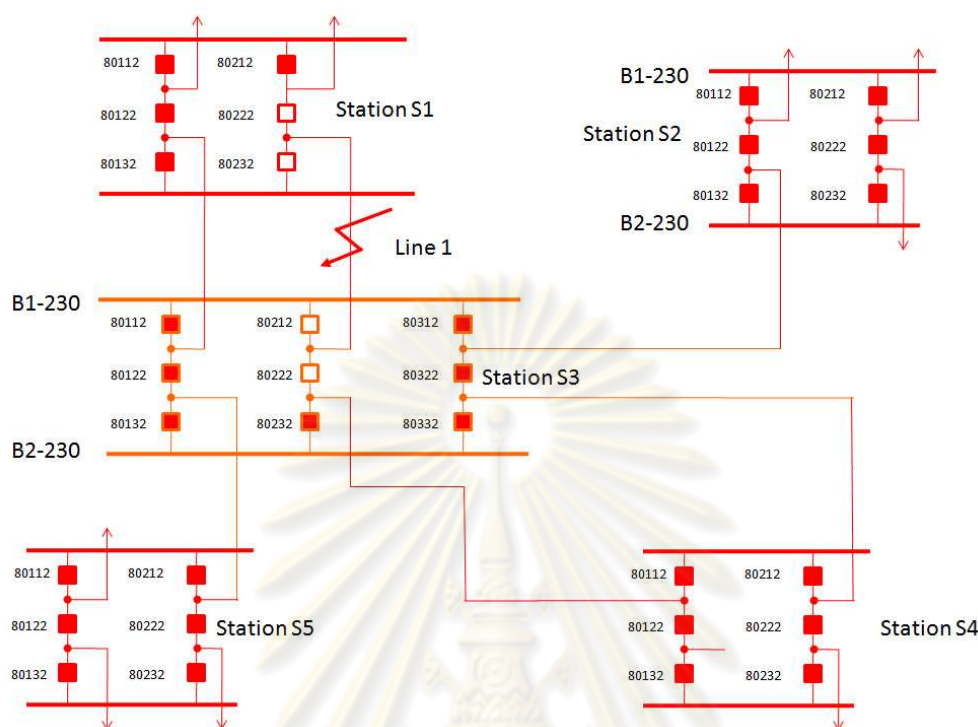 80112 80212
80122 80222 Station S1
80132 80232
Line 1
B1-230
80112 80212
80122 80222
Station S2
80132 80232
B2-230
B1-230
80112 80212 80312
80122 80222 80322 Station S3
80132 80232 80332
B2-230
80112 80212
80122 80222 Station S5
80132 80232
80112 80212
80122 80222 Station S4
80132 80232